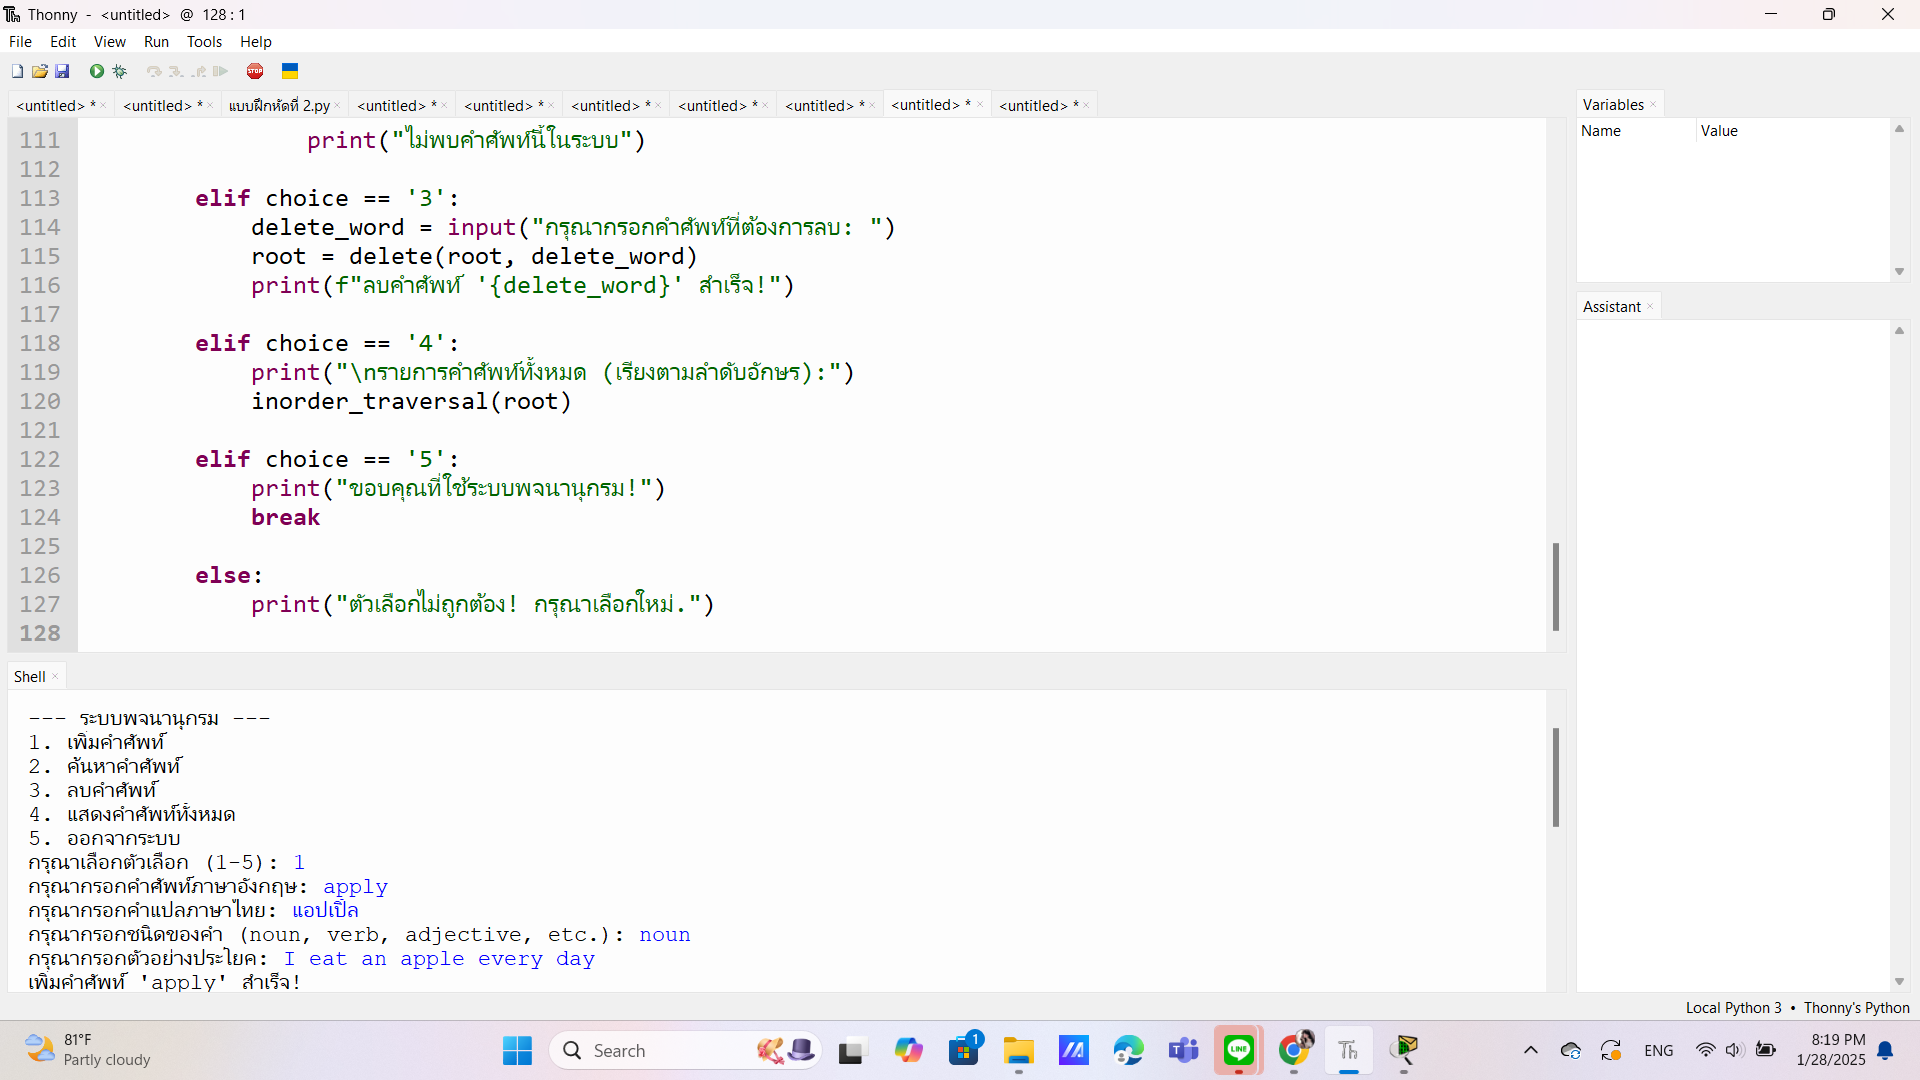 Thonny - <untitled> @ 128 : 1
File Edit View Run Tools Help
<untitled> * <untitled> * แบบฝึกหัดที่ 2.py <untitled> * <untitled> * <untitled> * <untitled> * <untitled> * <untitled> * <untitled> *
111 print("ไม่พบคำศัพท์นี้ในระบบ")
112
113 elif choice == '3':
114 delete_word = input("กรุณากรอกคำศัพท์ที่ต้องการลบ: ")
115 root = delete(root, delete_word)
116 print(f"ลบคำศัพท์ '{delete_word}' สำเร็จ!")
117
118 elif choice == '4':
119 print("\nรายการคำศัพท์ทั้งหมด (เรียงตามลำดับอักษร):")
120 inorder_traversal(root)
121
122 elif choice == '5':
123 print("ขอบคุณที่ใช้ระบบพจนานุกรม!")
124 break
125
126 else:
127 print("ตัวเลือกไม่ถูกต้อง! กรุณาเลือกใหม่.")
128
Variables
Name Value
Assistant
Shell
--- ระบบพจนานุกรม ---
1. เพิ่มคำศัพท์
2. ค้นหาคำศัพท์
3. ลบคำศัพท์
4. แสดงคำศัพท์ทั้งหมด
5. ออกจากระบบ
กรุณาเลือกตัวเลือก (1-5): 1
กรุณากรอกคำศัพท์ภาษาอังกฤษ: apply
กรุณากรอกคำแปลภาษาไทย: แอปเปิ้ล
กรุณากรอกชนิดของคำ (noun, verb, adjective, etc.): noun
กรุณากรอกตัวอย่างประโยค: I eat an apple every day
เพิ่มคำศัพท์ 'apply' สำเร็จ!
Local Python 3 • Thonny's Python
81°F
Partly cloudy
Search
1
LINE
Th
ENG
8:19 PM
1/28/2025